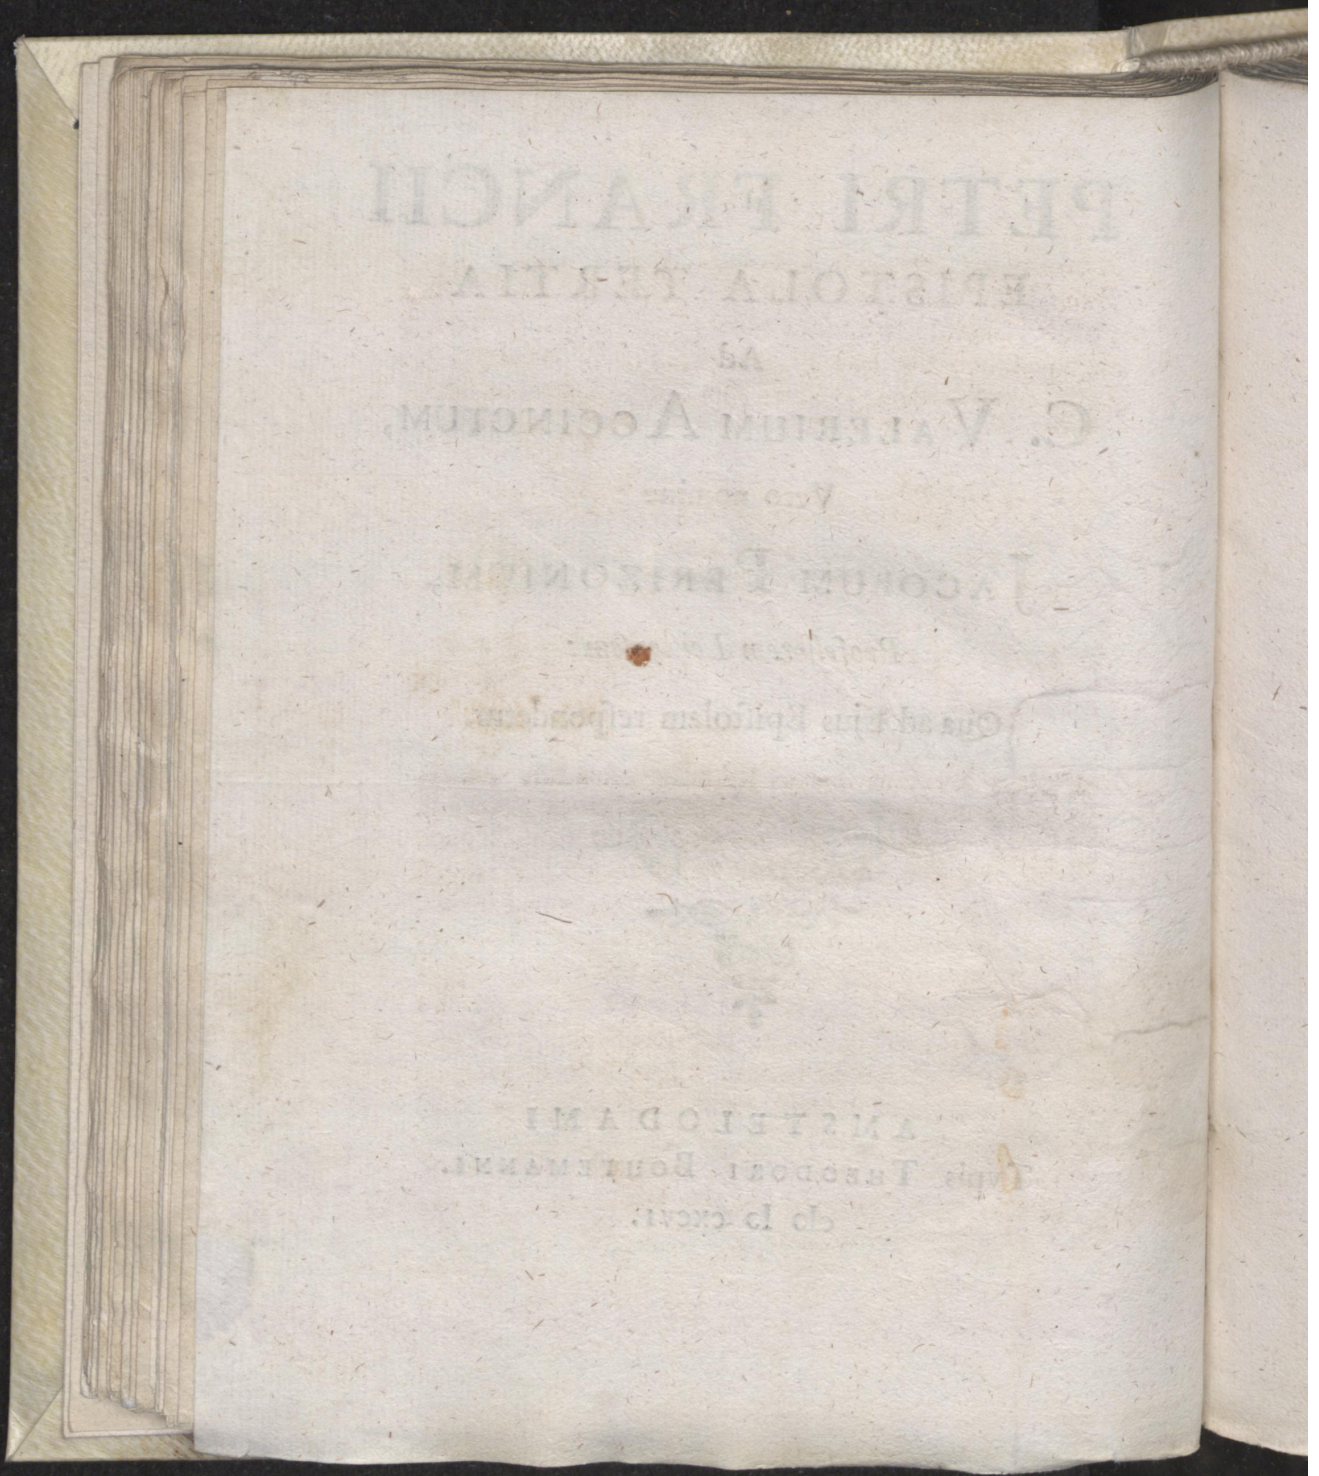 PETRI FRANCII
EPISTOLA TERTIA
Ad
C. VALERIUM ACCINCTUM,
Vero nomine
JACOBUM PERIZONIUM,
Professorem
Qua ad ejus Epistolam respondetur.
AMSTELODAMI
Typis THEODORI BOUTEMANNI.